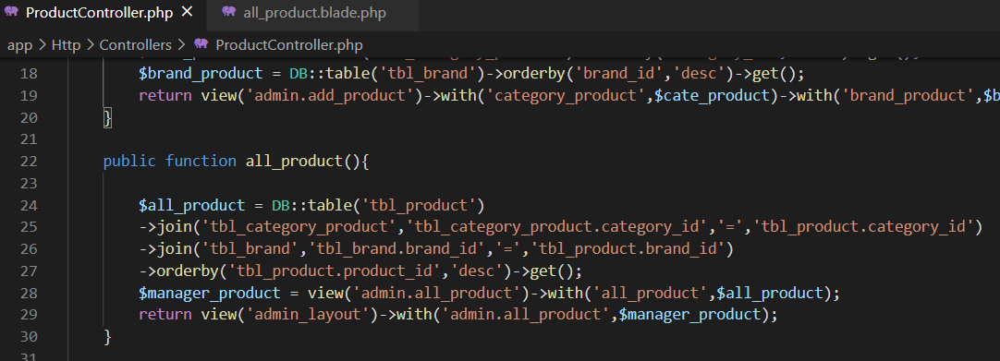 ProductController.php
all_product.blade.php
app > Http > Controllers > ProductController.php
18 $brand_product = DB::table('tbl_brand')->orderby('brand_id','desc')->get();
19 return view('admin.add_product')->with('category_product',$cate_product)->with('brand_product',$b
20 }
21
22 public function all_product(){
23
24 $all_product = DB::table('tbl_product')
25 ->join('tbl_category_product','tbl_category_product.category_id','=','tbl_product.category_id')
26 ->join('tbl_brand','tbl_brand.brand_id','=','tbl_product.brand_id')
27 ->orderby('tbl_product.product_id','desc')->get();
28 $manager_product = view('admin.all_product')->with('all_product',$all_product);
29 return view('admin_layout')->with('admin.all_product',$manager_product);
30 }
31